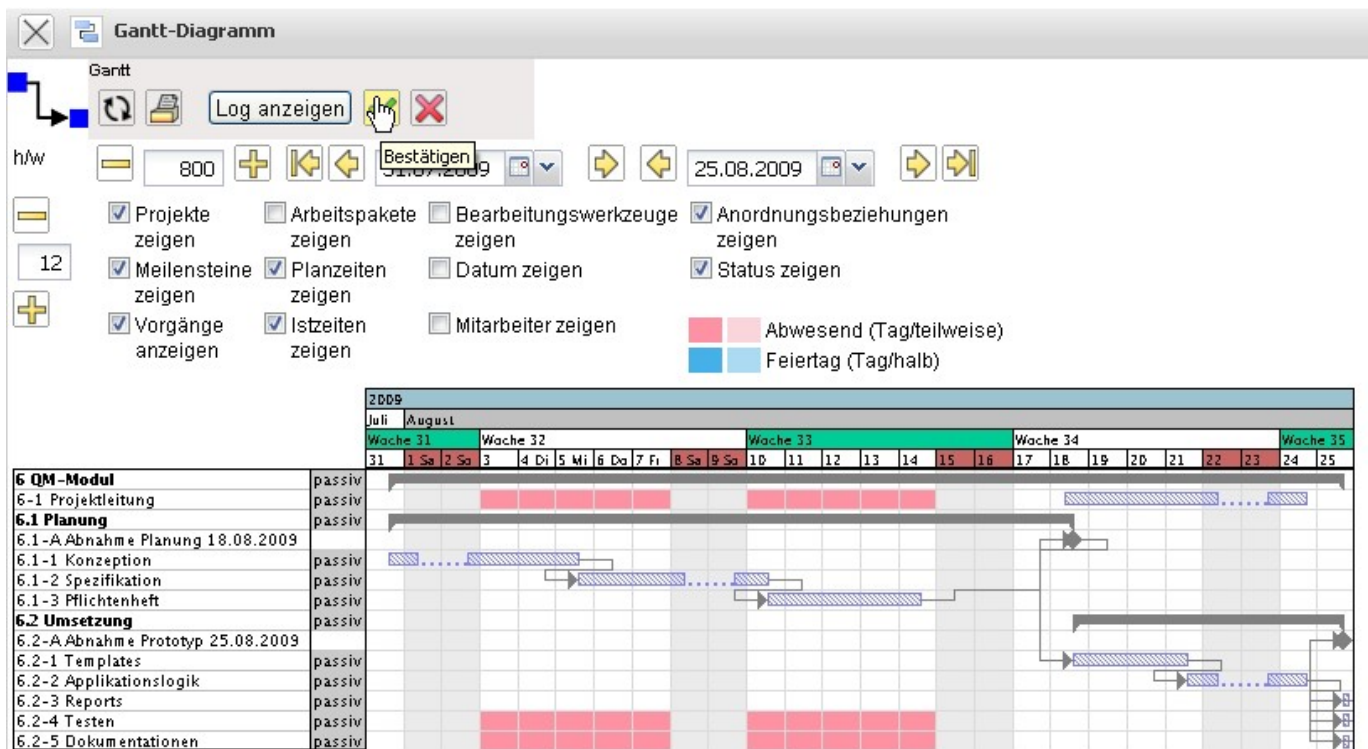 Gantt-Diagramm
Gantt
Log anzeigen
h/w
800
Bestätigen
31.07.2009
25.08.2009
Projekte zeigen
Arbeitspakete zeigen
Bearbeitungswerkzeuge zeigen
Anordnungsbeziehungen zeigen
12
Meilensteine zeigen
Planzeiten zeigen
Datum zeigen
Status zeigen
Vorgänge anzeigen
Istzeiten zeigen
Mitarbeiter zeigen
Abwesend (Tag/teilweise)
Feiertag (Tag/halb)
2009
Juli August
Woche 31 Woche 32 Woche 33 Woche 34 Woche 35
31 1 Sa 2 So 3 4 Di 5 Mi 6 Do 7 Fr 8 Sa 9 So 10 11 12 13 14 15 16 17 18 19 20 21 22 23 24 25
6 QM-Modul passiv
6-1 Projektleitung passiv
6.1 Planung passiv
6.1-A Abnahme Planung 18.08.2009
6.1-1 Konzeption passiv
6.1-2 Spezifikation passiv
6.1-3 Pflichtenheft passiv
6.2 Umsetzung passiv
6.2-A Abnahme Prototyp 25.08.2009
6.2-1 Templates passiv
6.2-2 Applikationslogik passiv
6.2-3 Reports passiv
6.2-4 Testen passiv
6.2-5 Dokumentationen passiv